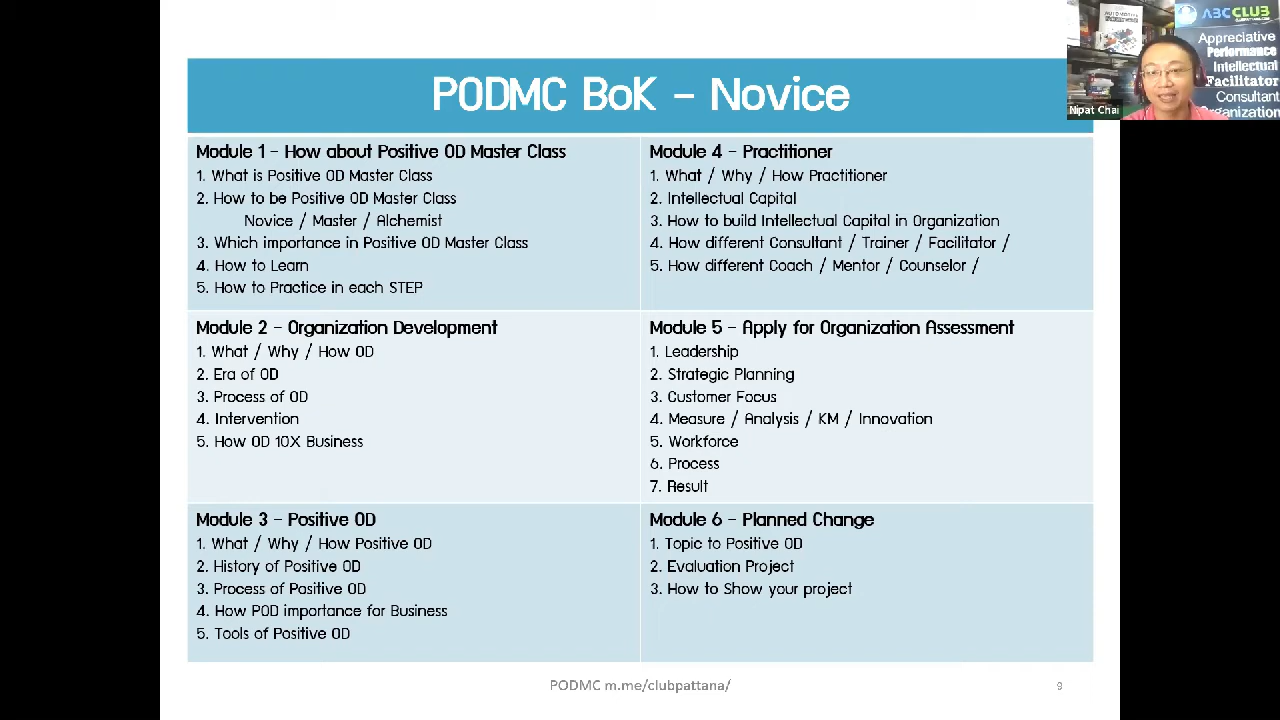 PODMC BoK - Novice
Module 1 - How about Positive OD Master Class
1. What is Positive OD Master Class
2. How to be Positive OD Master Class
Novice / Master / Alchemist
3. Which importance in Positive OD Master Class
4. How to Learn
5. How to Practice in each STEP
Module 4 - Practitioner
1. What / Why / How Practitioner
2. Intellectual Capital
3. How to build Intellectual Capital in Organization
4. How different Consultant / Trainer / Facilitator /
5. How different Coach / Mentor / Counselor /
Module 2 - Organization Development
1. What / Why / How OD
2. Era of OD
3. Process of OD
4. Intervention
5. How OD 10X Business
Module 5 - Apply for Organization Assessment
1. Leadership
2. Strategic Planning
3. Customer Focus
4. Measure / Analysis / KM / Innovation
5. Workforce
6. Process
7. Result
Module 3 - Positive OD
1. What / Why / How Positive OD
2. History of Positive OD
3. Process of Positive OD
4. How POD importance for Business
5. Tools of Positive OD
Module 6 - Planned Change
1. Topic to Positive OD
2. Evaluation Project
3. How to Show your project
PODMC m.me/clubpattana/
9
ABC CLUB
Appreciative
Performance
Intellectual
Facilitator
Consultant
Organization
AUTOMOTIVE
Nipat Chai